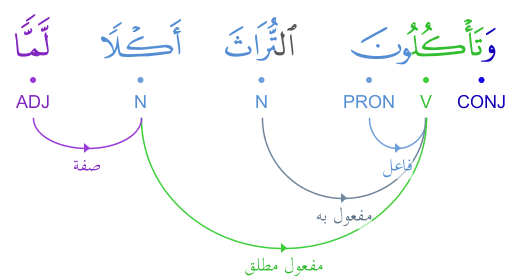 وَتَأْكُلُونَ ٱلتُّرَاثَ أَكْلًا لَّمًّا
ADJ N N PRON V CONJ
صفة فاعل
مفعول به
مفعول مطلق